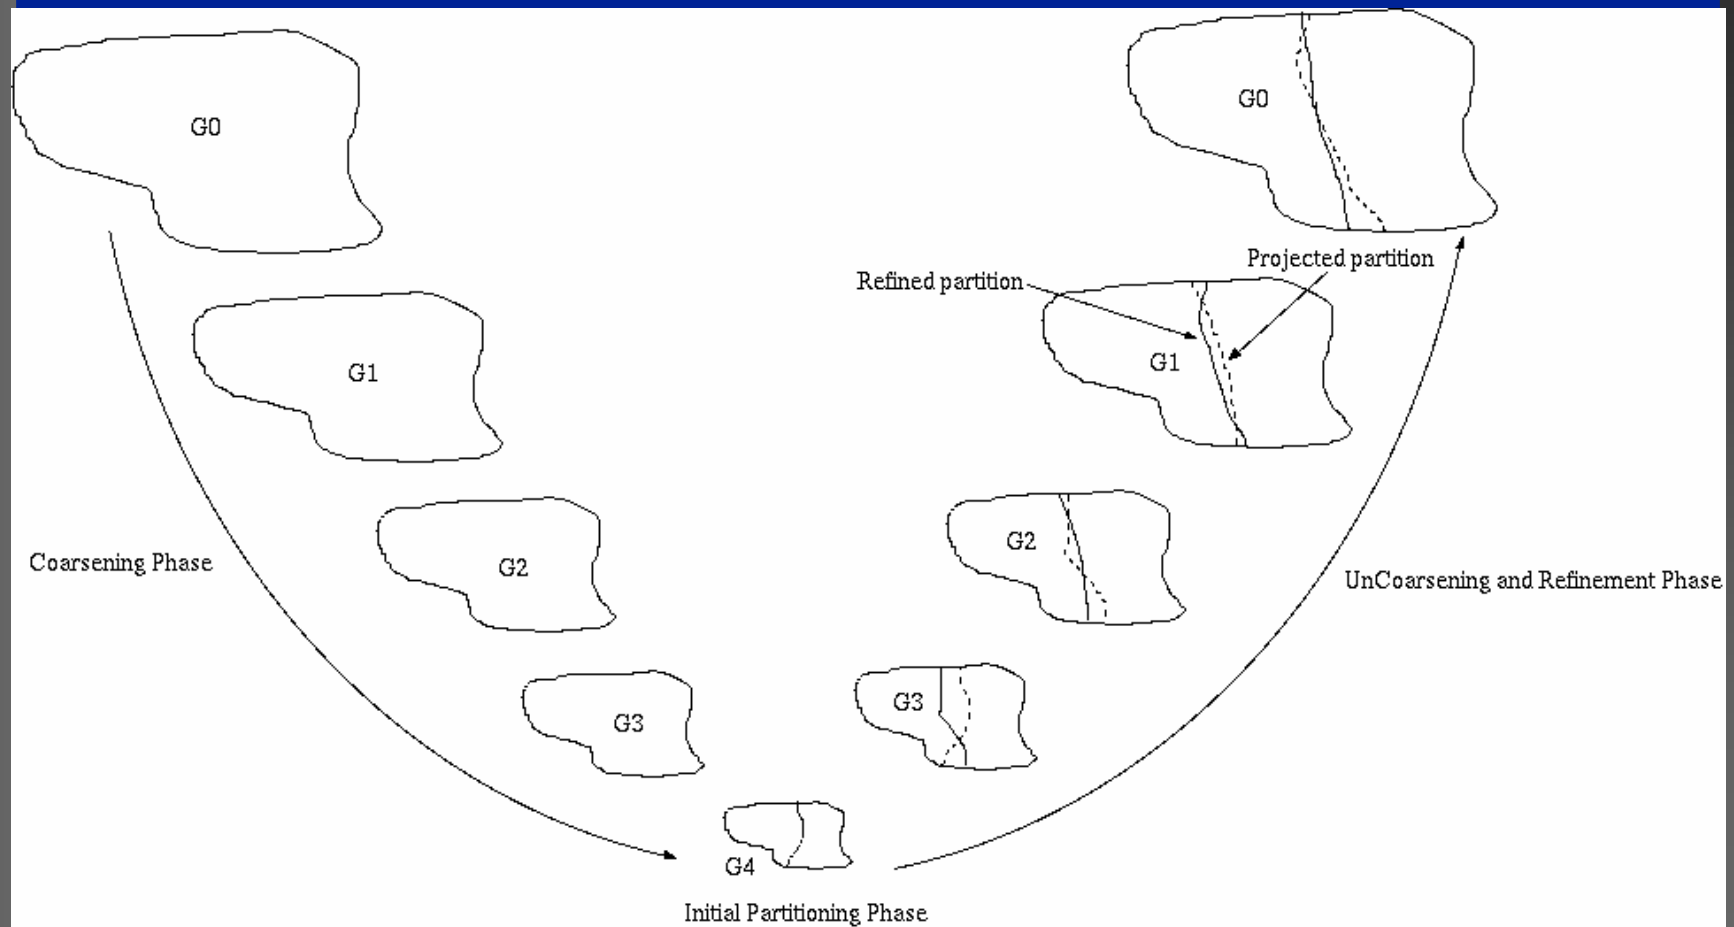 G0
G0
Projected partition
Refined partition
G1
G1
G2
G2
Coarsening Phase
UnCoarsening and Refinement Phase
G3
G3
G4
Initial Partitioning Phase